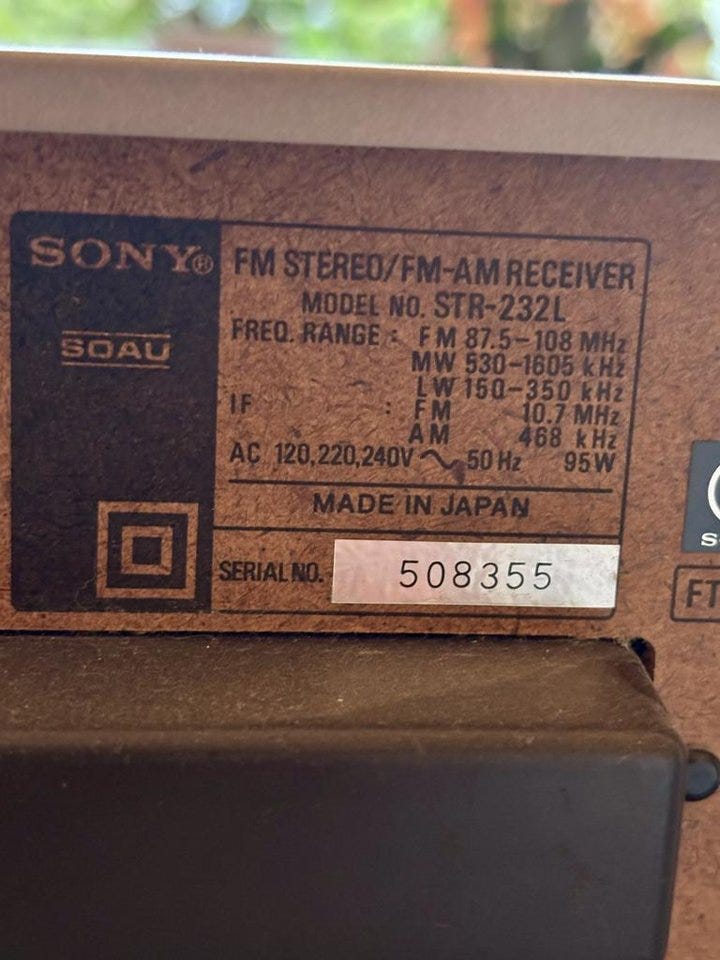 SONY®
SOAU
FM STEREO/FM-AM RECEIVER
MODEL NO. STR-232L
FREQ. RANGE : FM 87.5-108 MHz
MW 530-1605 kHz
LW 150-350 kHz
IF : FM 10.7 MHz
AM 468 kHz
AC 120,220,240V ~ 50 Hz 95W
MADE IN JAPAN
SERIAL NO. 508355
S
FT